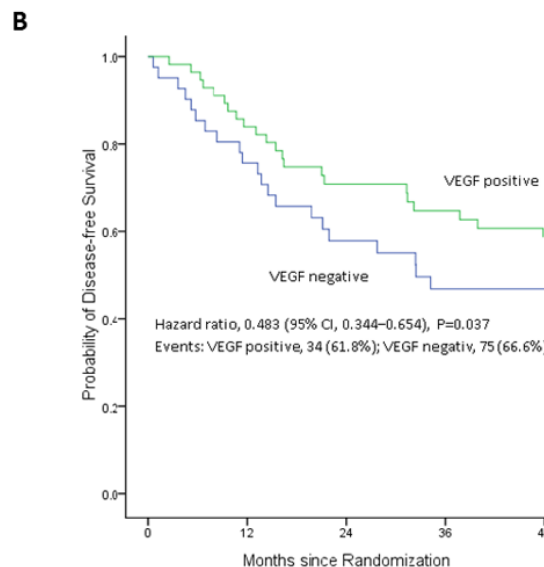 B
1.0
VEGF positive
0.8
0.6
VEGF negative
0.4
Hazard ratio, 0.483 (95% CI, 0.344–0.654), P=0.037
Events: VEGF positive, 34 (61.8%); VEGF negativ, 75 (66.6%)
0.2
0.0
Probability of Disease-free Survival
0 12 24 36
Months since Randomization